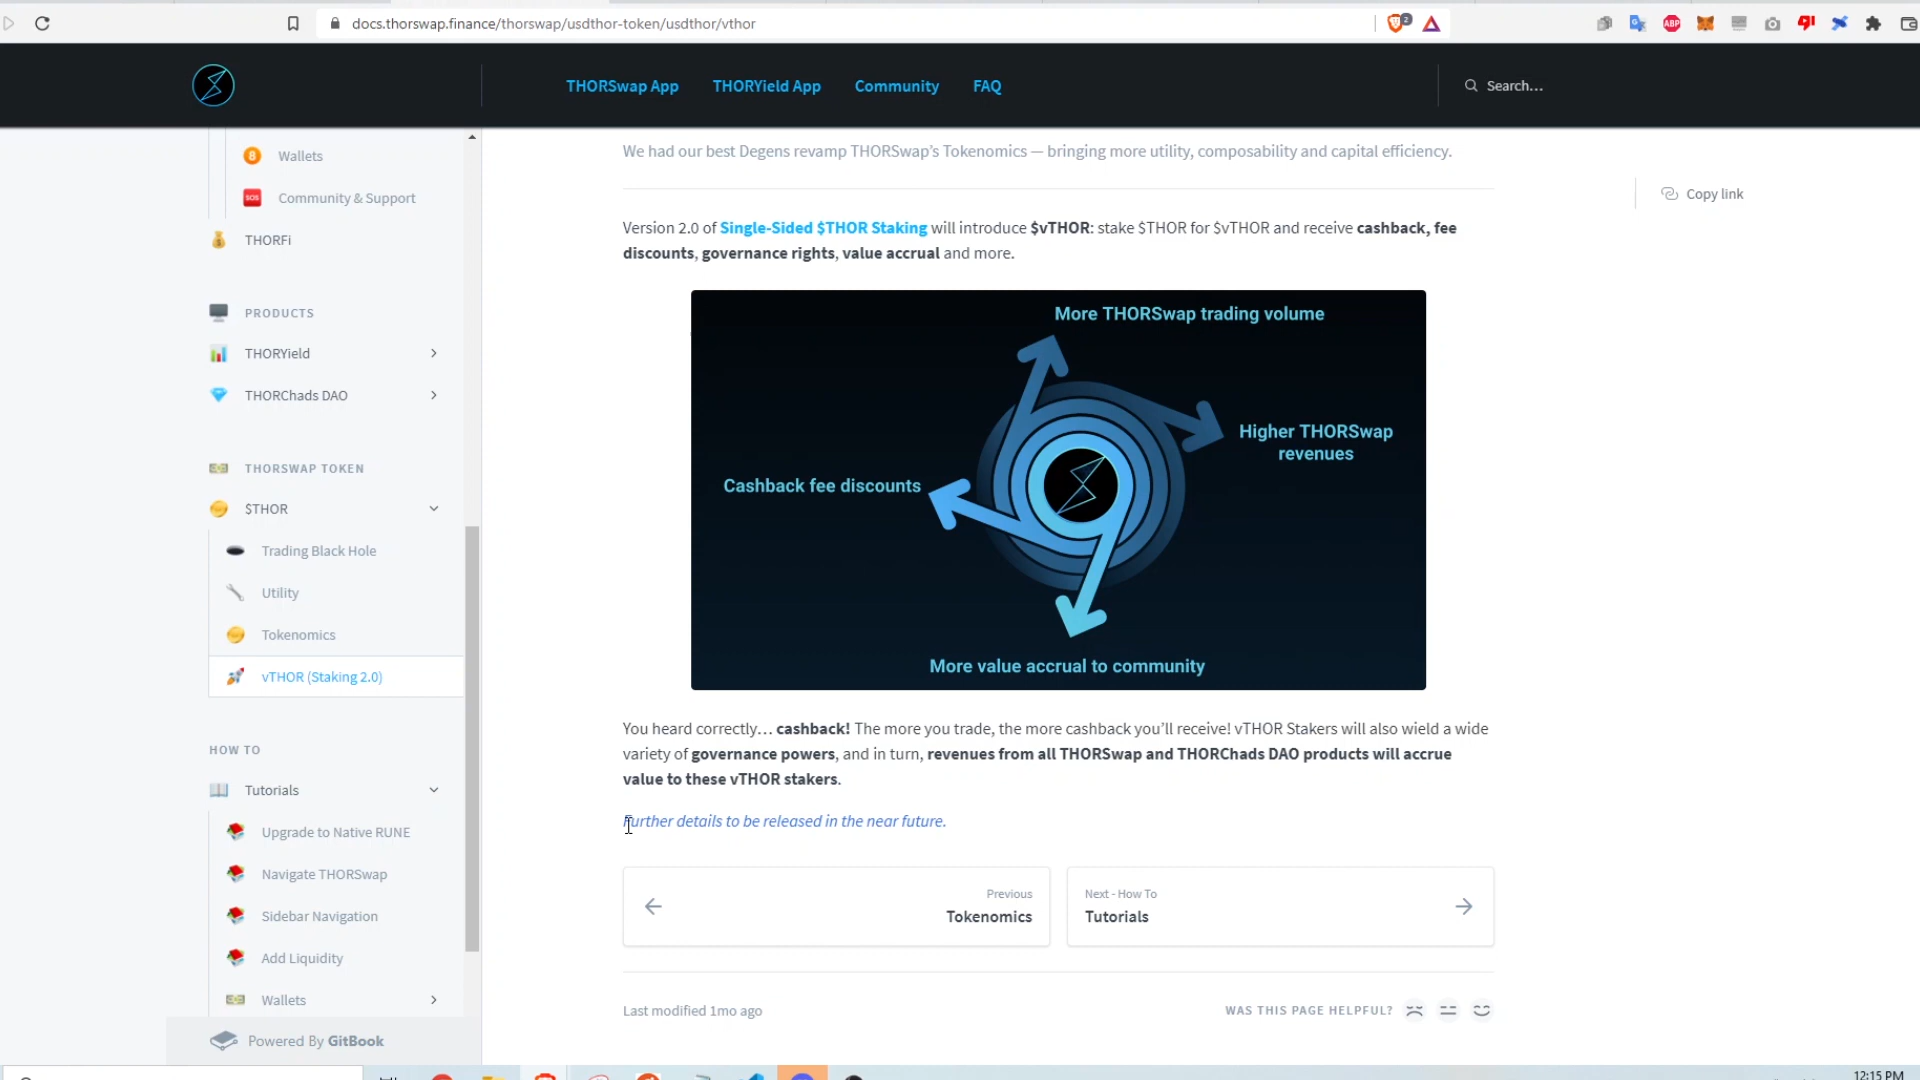 docs.thorswap.finance/thorswap/usdthor-token/usdthor/vthor
2
ABP
THORSwap App
THORYield App
Community
FAQ
Search...
Wallets
SOS
Community & Support
THORFi
PRODUCTS
THORYield
THORChads DAO
THORSWAP TOKEN
$THOR
Trading Black Hole
Utility
Tokenomics
vTHOR (Staking 2.0)
HOW TO
Tutorials
Upgrade to Native RUNE
Navigate THORSwap
Sidebar Navigation
Add Liquidity
Wallets
Powered By GitBook
We had our best Degens revamp THORSwap’s Tokenomics — bringing more utility, composability and capital efficiency.
Version 2.0 of Single-Sided $THOR Staking will introduce $vTHOR: stake $THOR for $vTHOR and receive cashback, fee
discounts, governance rights, value accrual and more.
More THORSwap trading volume
Higher THORSwap
revenues
Cashback fee discounts
More value accrual to community
You heard correctly… cashback! The more you trade, the more cashback you’ll receive! vTHOR Stakers will also wield a wide
variety of governance powers, and in turn, revenues from all THORSwap and THORChads DAO products will accrue
value to these vTHOR stakers.
Further details to be released in the near future.
Previous
Tokenomics
Next - How To
Tutorials
Last modified 1mo ago
WAS THIS PAGE HELPFUL?
Copy link
12:15 PM